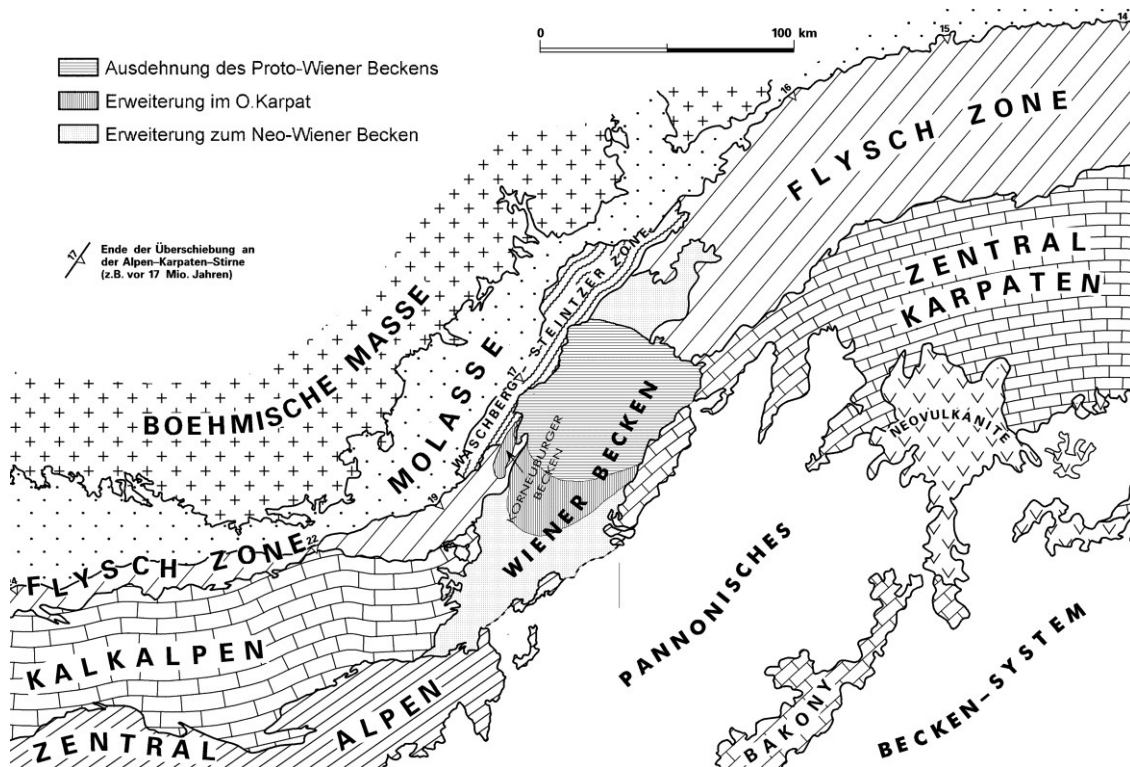 0 100 km
Ausdehnung des Proto-Wiener Beckens
Erweiterung im O.Karpat
Erweiterung zum Neo-Wiener Becken
17
Ende der Überschiebung an
der Alpen–Karpaten–Stirne
(z.B. vor 17 Mio. Jahren)
14
15
16
FLYSCH ZONE
ZENTRAL
KARPATEN
BOEHMISCHE MASSE
MOLASSE
WASCHBERG–STEINTZER ZONE
17
NEOVULKANITE
KORNEUBURGER
BECKEN
WIENER BECKEN
19
22
FLYSCH ZONE
PANNONISCHES
BECKEN–SYSTEM
KALKALPEN
25
ZENTRAL
ALPEN
BAKONY